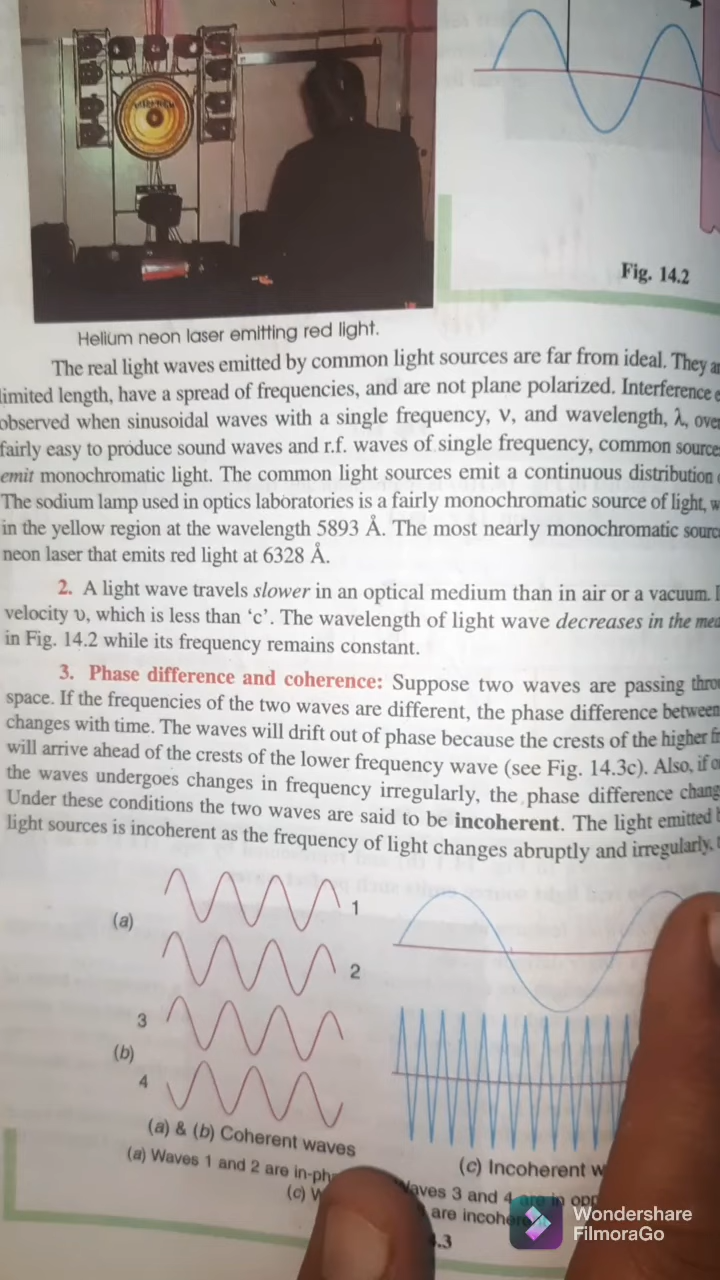 Fig. 14.2
Helium neon laser emitting red light.
The real light waves emitted by common light sources are far from ideal. They
limited length, have a spread of frequencies, and are not plane polarized. Interference
observed when sinusoidal waves with a single frequency, ν, and wavelength, λ,
fairly easy to produce sound waves and r.f. waves of single frequency, common
emit monochromatic light. The common light sources emit a continuous distribution
The sodium lamp used in optics laboratories is a fairly monochromatic source of light,
in the yellow region at the wavelength 5893 Å. The most nearly monochromatic
neon laser that emits red light at 6328 Å.
2. A light wave travels slower in an optical medium than in air or a vacuum.
velocity υ, which is less than ‘c’. The wavelength of light wave decreases in the
in Fig. 14.2 while its frequency remains constant.
3. Phase difference and coherence: Suppose two waves are passing
space. If the frequencies of the two waves are different, the phase difference between
changes with time. The waves will drift out of phase because the crests of the higher
will arrive ahead of the crests of the lower frequency wave (see Fig. 14.3c). Also, if
the waves undergoes changes in frequency irregularly, the phase difference
Under these conditions the two waves are said to be incoherent. The light emitted
light sources is incoherent as the frequency of light changes abruptly and irregularly.
(a)
1
2
3
(b)
4
(a) & (b) Coherent waves
(c) Incoherent
(a) Waves 1 and 2 are in-ph
aves 3 and 4 are in opp
(c) W
are incoher
.3
Wondershare
FilmoraGo